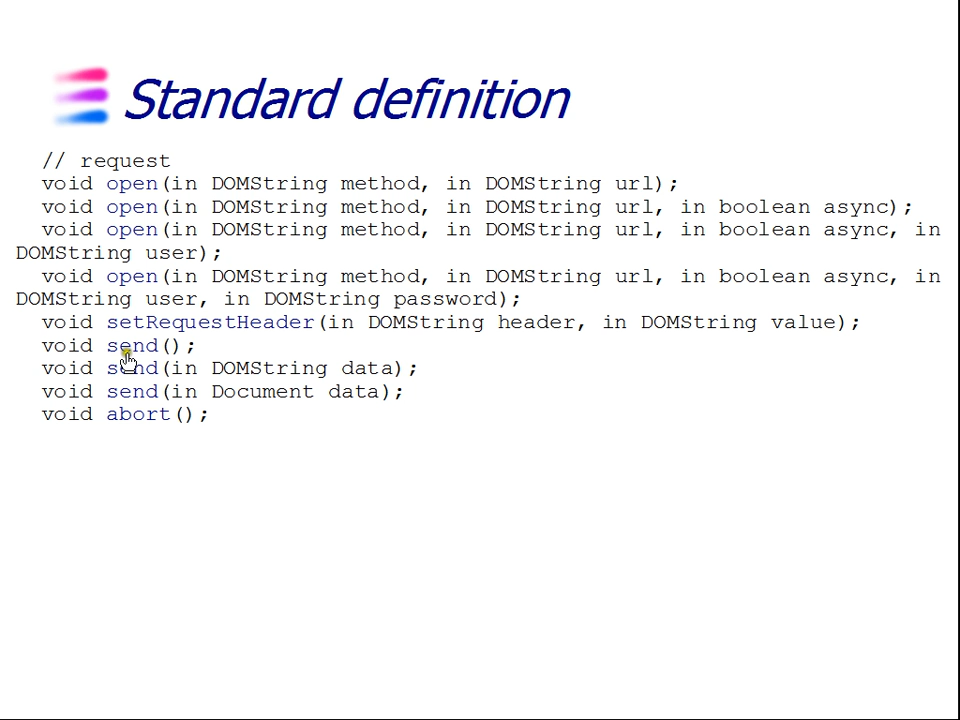 Standard definition
// request
void open(in DOMString method, in DOMString url);
void open(in DOMString method, in DOMString url, in boolean async);
void open(in DOMString method, in DOMString url, in boolean async, in
DOMString user);
void open(in DOMString method, in DOMString url, in boolean async, in
DOMString user, in DOMString password);
void setRequestHeader(in DOMString header, in DOMString value);
void send();
void send(in DOMString data);
void send(in Document data);
void abort();